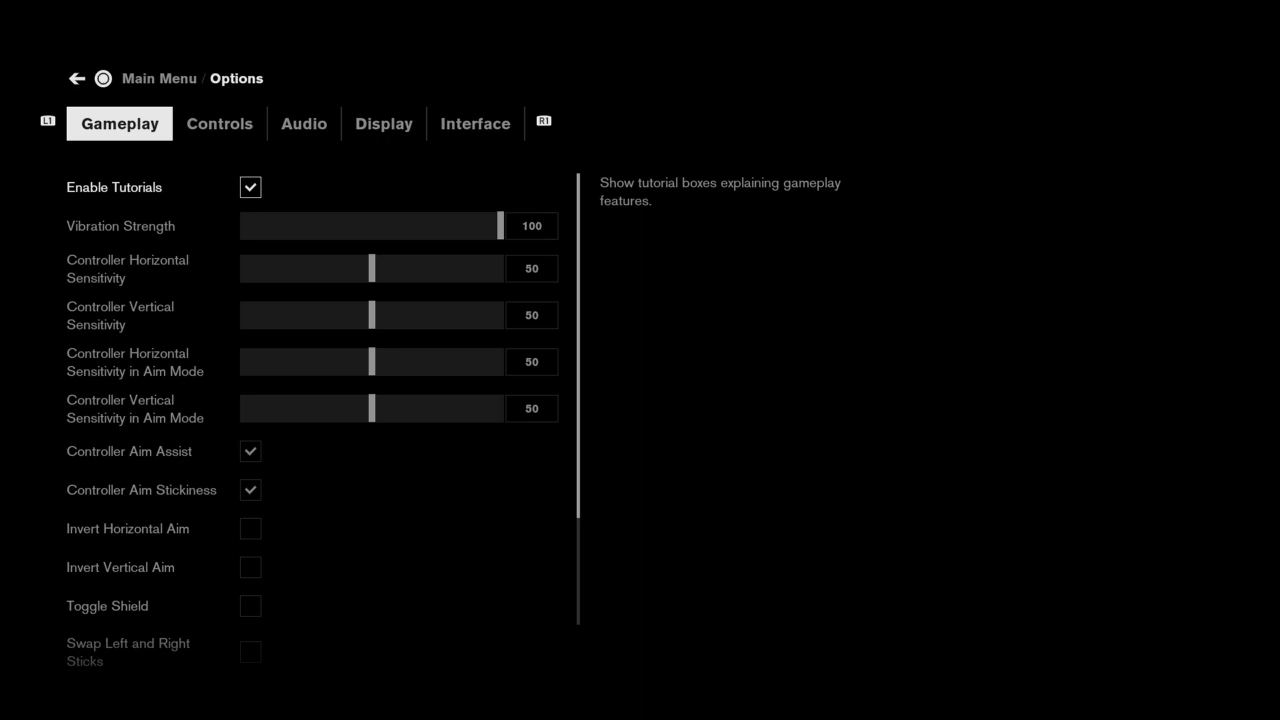 Main Menu / Options
L1 Gameplay Controls Audio Display Interface R1
Enable Tutorials
Show tutorial boxes explaining gameplay
features.
Vibration Strength 100
Controller Horizontal
Sensitivity 50
Controller Vertical
Sensitivity 50
Controller Horizontal
Sensitivity in Aim Mode 50
Controller Vertical
Sensitivity in Aim Mode 50
Controller Aim Assist
Controller Aim Stickiness
Invert Horizontal Aim
Invert Vertical Aim
Toggle Shield
Swap Left and Right
Sticks